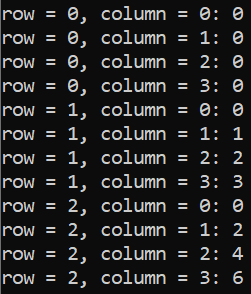 row = 0, column = 0: 0
row = 0, column = 1: 0
row = 0, column = 2: 0
row = 0, column = 3: 0
row = 1, column = 0: 0
row = 1, column = 1: 1
row = 1, column = 2: 2
row = 1, column = 3: 3
row = 2, column = 0: 0
row = 2, column = 1: 2
row = 2, column = 2: 4
row = 2, column = 3: 6